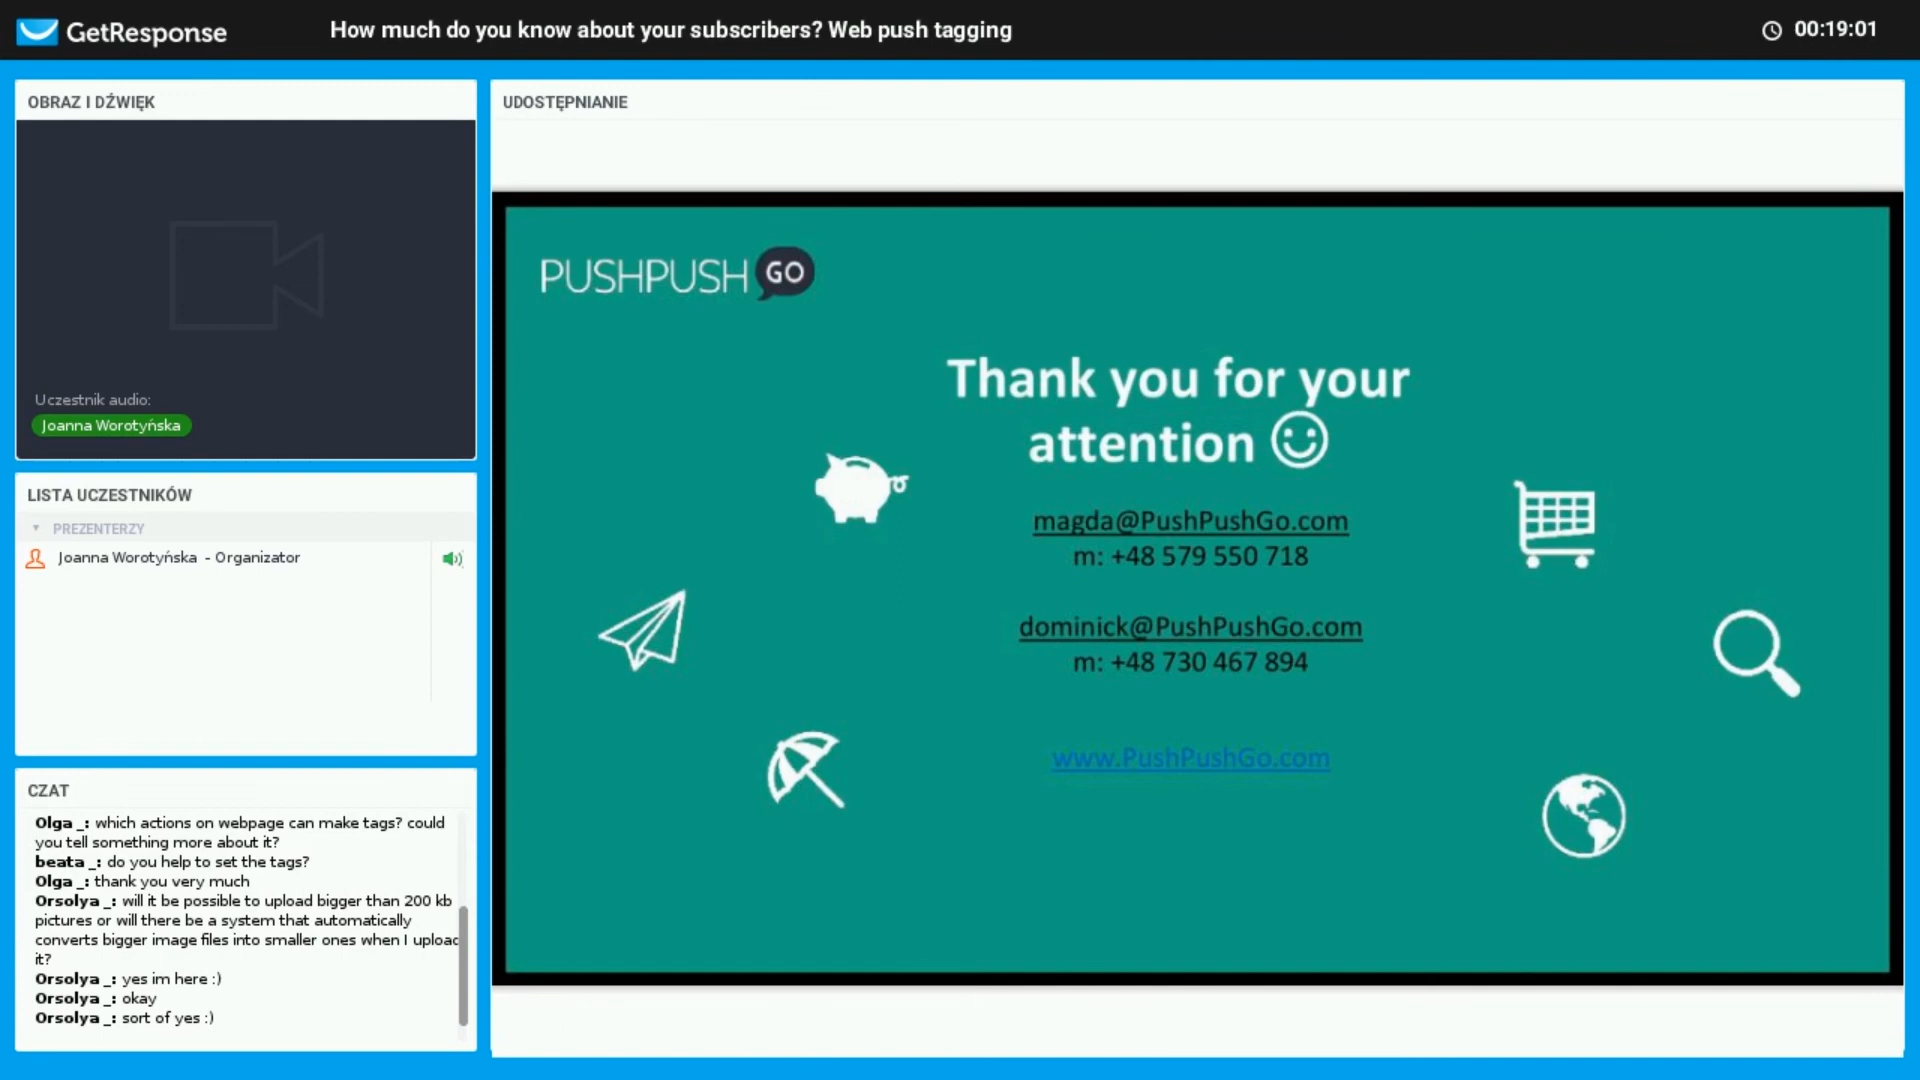 GetResponse
How much do you know about your subscribers? Web push tagging
00:19:01
OBRAZ I DŹWIĘK
Uczestnik audio:
Joanna Worotyńska
LISTA UCZESTNIKÓW
PREZENTERZY
Joanna Worotyńska - Organizator
CZAT
Olga _: which actions on webpage can make tags? could
you tell something more about it?
beata _: do you help to set the tags?
Olga _: thank you very much
Orsolya _: will it be possible to upload bigger than 200 kb
pictures or will there be a system that automatically
converts bigger image files into smaller ones when I upload
it?
Orsolya _: yes im here :)
Orsolya _: okay
Orsolya _: sort of yes :)
UDOSTĘPNIANIE
PUSHPUSH GO
Thank you for your
attention
magda@PushPushGo.com
m: +48 579 550 718
dominick@PushPushGo.com
m: +48 730 467 894
www.PushPushGo.com